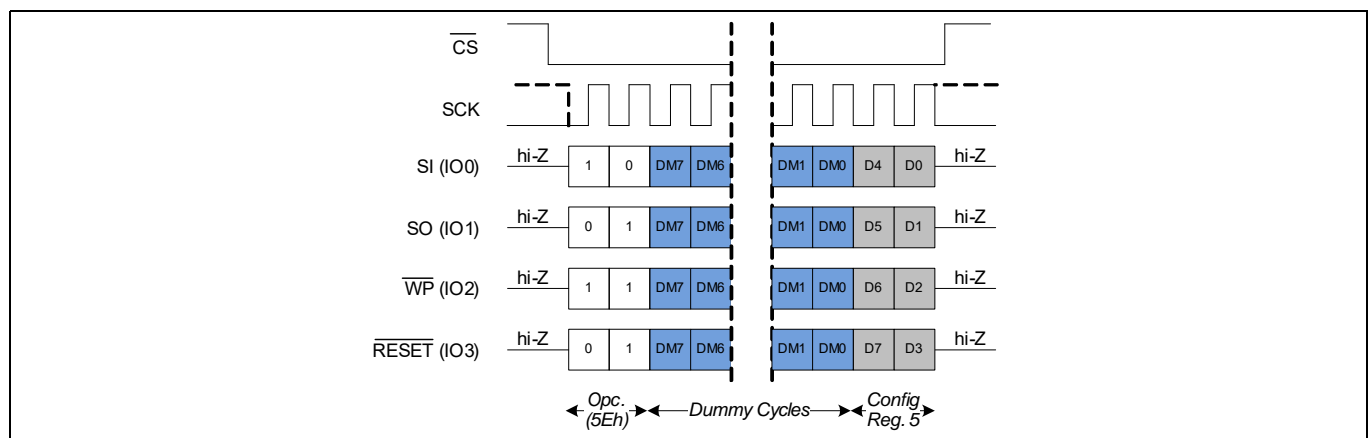 CS
SCK
SI (IO0) hi-Z 1 0 DM7 DM6 DM1 DM0 D4 D0 hi-Z
SO (IO1) hi-Z 0 1 DM7 DM6 DM1 DM0 D5 D1 hi-Z
WP (IO2) hi-Z 1 1 DM7 DM6 DM1 DM0 D6 D2 hi-Z
RESET (IO3) hi-Z 0 1 DM7 DM6 DM1 DM0 D7 D3 hi-Z
Opc. Config
(5Eh) Dummy Cycles Reg. 5